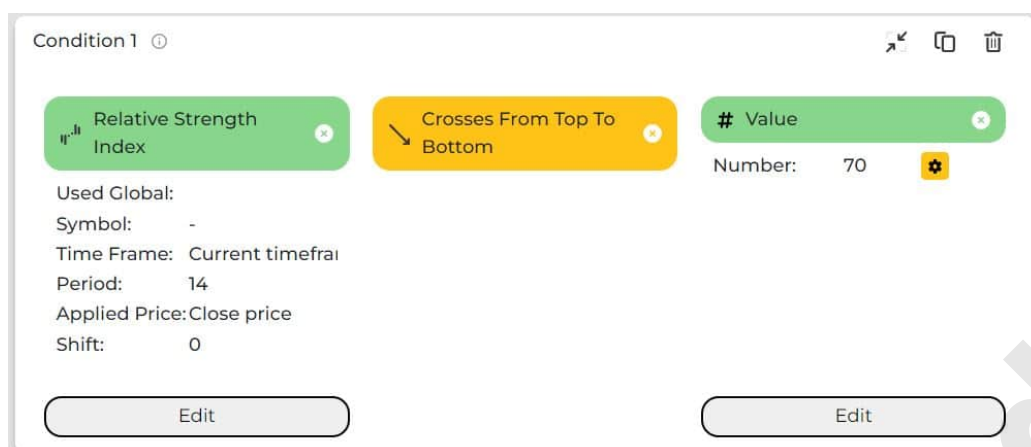 Condition 1
Relative Strength
Index
Crosses From Top To
Bottom
# Value
Number: 70
Used Global:
Symbol: -
Time Frame: Current timefrai
Period: 14
Applied Price: Close price
Shift: 0
Edit
Edit